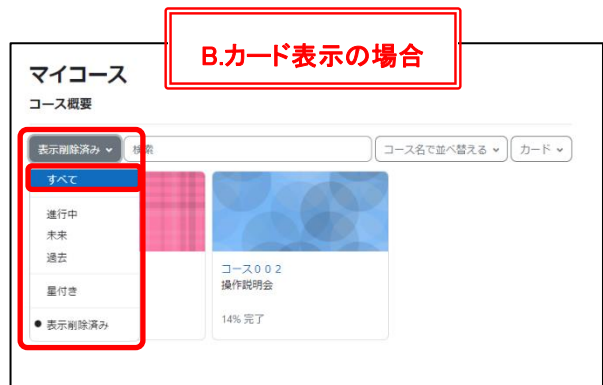 B.カード表示の場合
マイコース
コース概要
表示削除済み
検索
コース名で並べ替える
カード
すべて
進行中
未来
過去
星付き
表示削除済み
コース００２
操作説明会
14% 完了